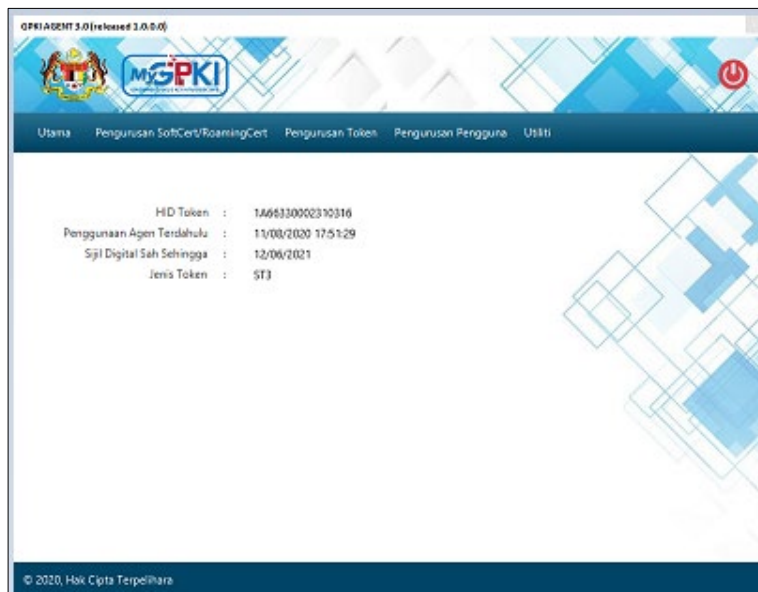 GPKI AGENT 3.0 (released 1.0.0.0)
MyGPKI
Utama Pengurusan SoftCert/RoamingCert Pengurusan Token Pengurusan Pengguna Utiliti
HID Token : 1A66330002310316
Penggunaan Agen Terdahulu : 11/08/2020 17:51:29
Sijil Digital Sah Sehingga : 12/06/2021
Jenis Token : ST3
© 2020, Hak Cipta Terpelihara